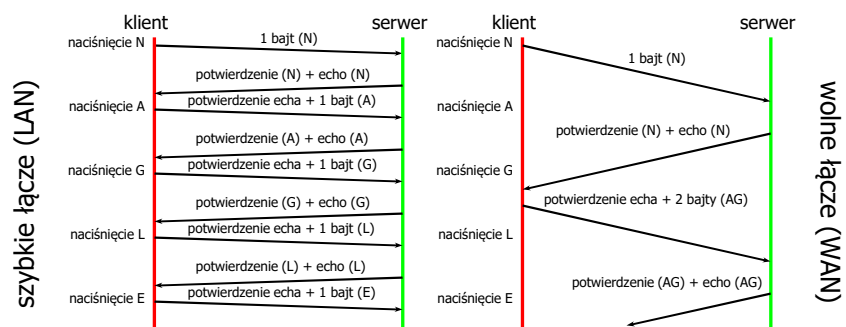 szybkie łącze (LAN)
klient
serwer
naciśnięcie N
1 bajt (N)
potwierdzenie (N) + echo (N)
naciśnięcie A
potwierdzenie echa + 1 bajt (A)
potwierdzenie (A) + echo (A)
naciśnięcie G
potwierdzenie echa + 1 bajt (G)
potwierdzenie (G) + echo (G)
naciśnięcie L
potwierdzenie echa + 1 bajt (L)
potwierdzenie (L) + echo (L)
naciśnięcie E
potwierdzenie echa + 1 bajt (E)
klient
serwer
naciśnięcie N
1 bajt (N)
naciśnięcie A
potwierdzenie (N) + echo (N)
naciśnięcie G
potwierdzenie echa + 2 bajty (AG)
naciśnięcie L
potwierdzenie (AG) + echo (AG)
naciśnięcie E
wolne łącze (WAN)